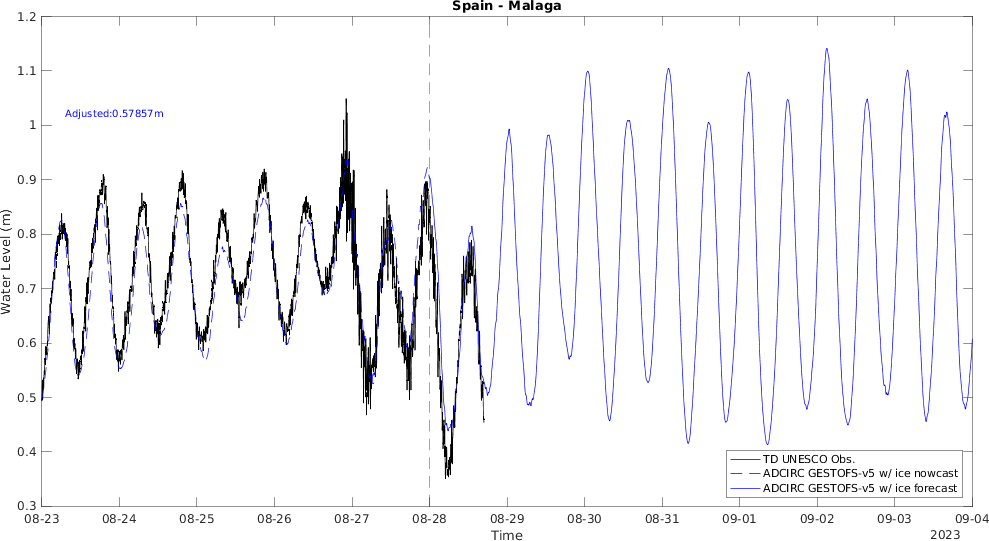 Spain - Malaga
1.2
1.1
1
0.9
0.8
0.7
0.6
0.5
0.4
0.3
Water Level (m)
Adjusted:0.57857m
TD UNESCO Obs.
ADCIRC GESTOFS-v5 w/ ice nowcast
ADCIRC GESTOFS-v5 w/ ice forecast
08-23 08-24 08-25 08-26 08-27 08-28 08-29 08-30 08-31 09-01 09-02 09-03 09-04
Time
2023